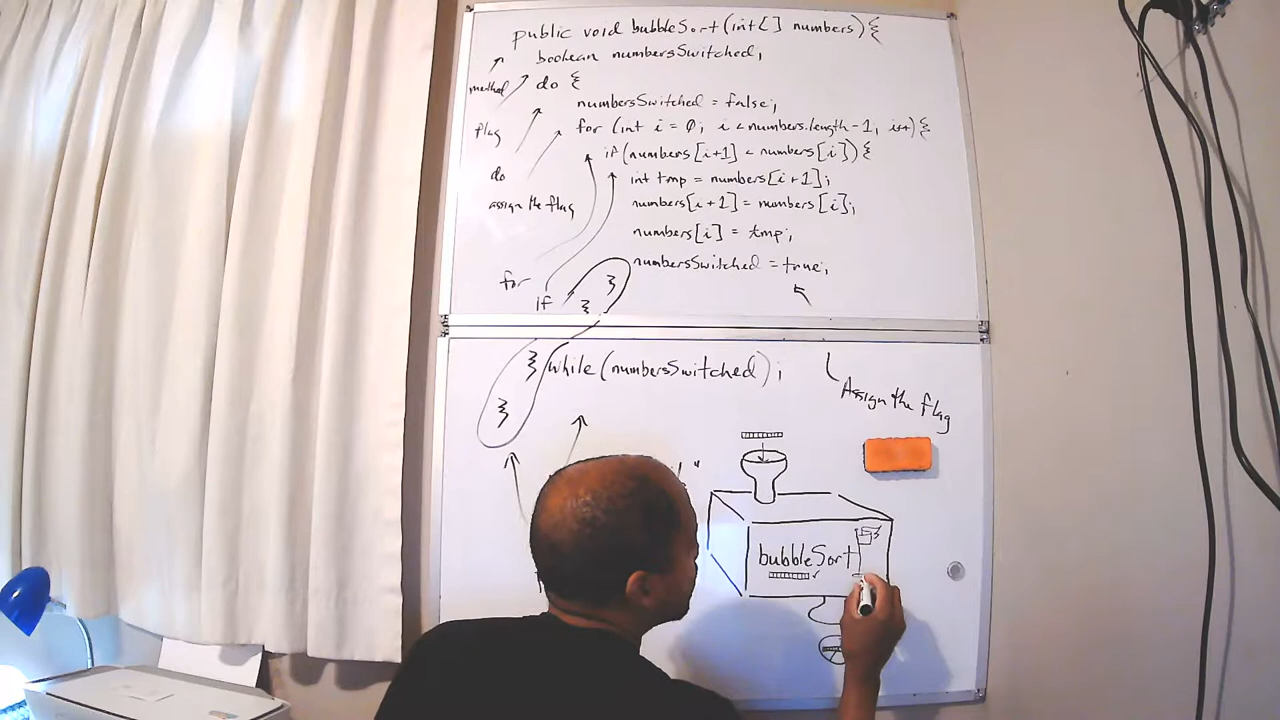 public void bubbleSort(int[] numbers){
boolean numbersSwitched;
method
do {
numbersSwitched = false;
flag
for (int i = 0; i < numbers.length - 1; i++){
if(numbers[i+1] < numbers[i]){
do
int tmp = numbers[i+1];
assign the flag
numbers[i+1] = numbers[i];
numbers[i] = tmp;
numbersSwitched = true;
for
}
if
}
} while (numbersSwitched);
Assign the flag
}
bubbleSort